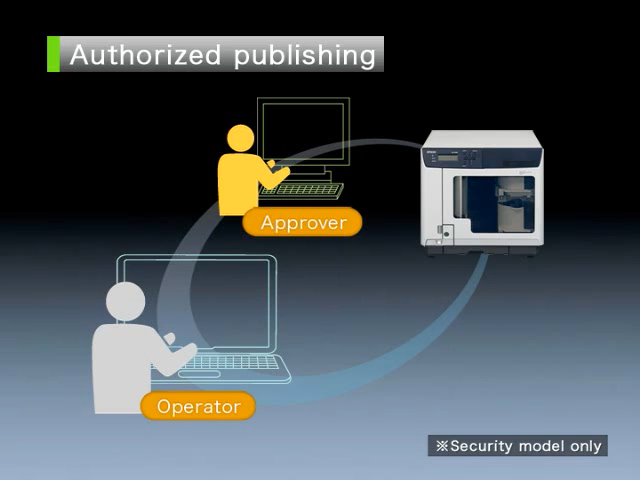 Authorized publishing
Approver
Operator
※Security model only